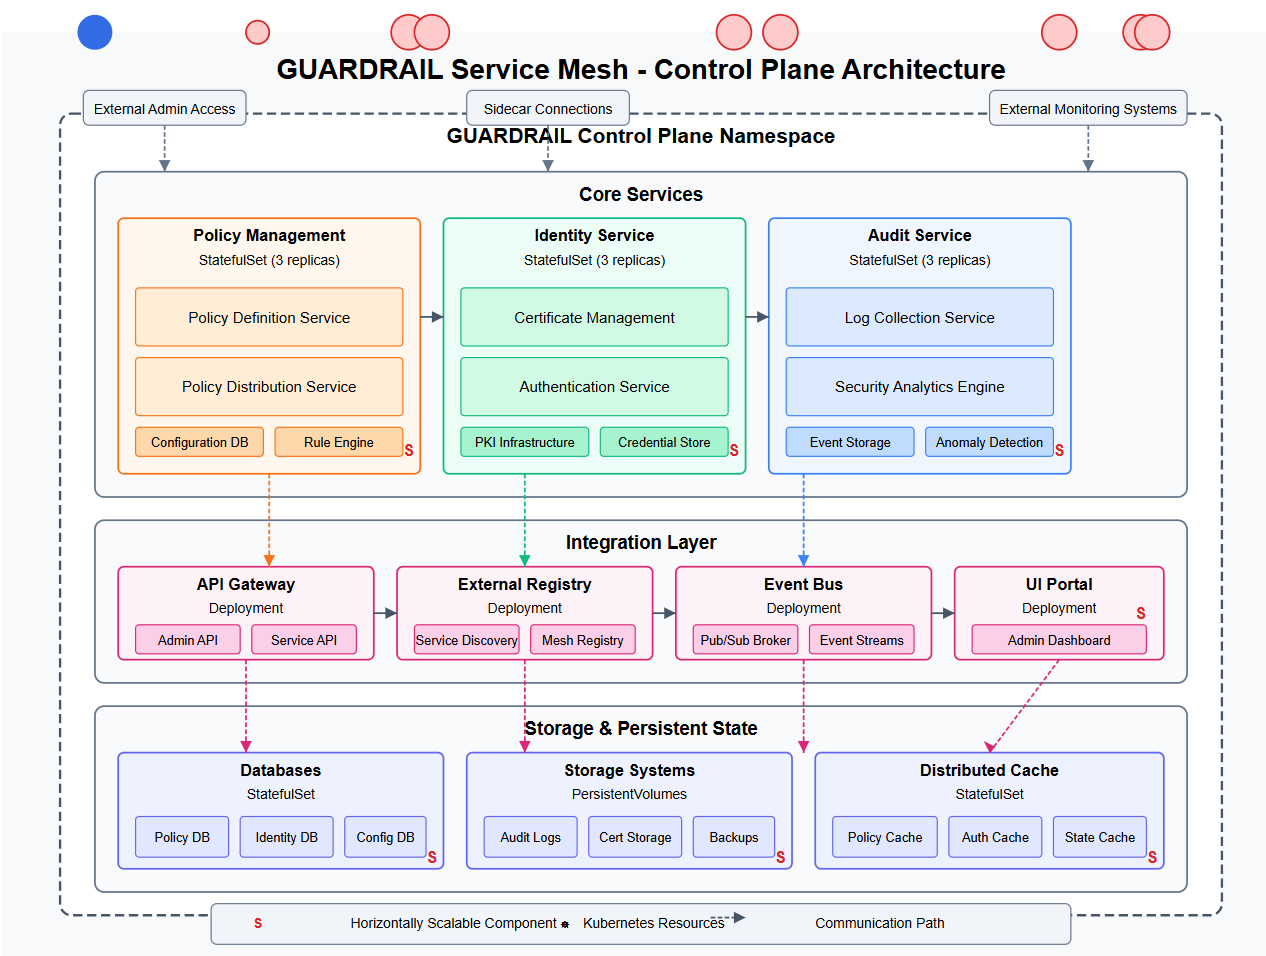 GUARDRAIL Service Mesh - Control Plane Architecture
External Admin Access
Sidecar Connections
External Monitoring Systems
GUARDRAIL Control Plane Namespace
Core Services
Policy Management
StatefulSet (3 replicas)
Policy Definition Service
Policy Distribution Service
Configuration DB
Rule Engine
S
Identity Service
StatefulSet (3 replicas)
Certificate Management
Authentication Service
PKI Infrastructure
Credential Store
S
Audit Service
StatefulSet (3 replicas)
Log Collection Service
Security Analytics Engine
Event Storage
Anomaly Detection
S
Integration Layer
API Gateway
Deployment
Admin API
Service API
External Registry
Deployment
Service Discovery
Mesh Registry
Event Bus
Deployment
Pub/Sub Broker
Event Streams
UI Portal
Deployment
S
Admin Dashboard
Storage & Persistent State
Databases
StatefulSet
Policy DB
Identity DB
Config DB
S
Storage Systems
PersistentVolumes
Audit Logs
Cert Storage
Backups
S
Distributed Cache
StatefulSet
Policy Cache
Auth Cache
State Cache
S
S
Horizontally Scalable Component
Kubernetes Resources
Communication Path